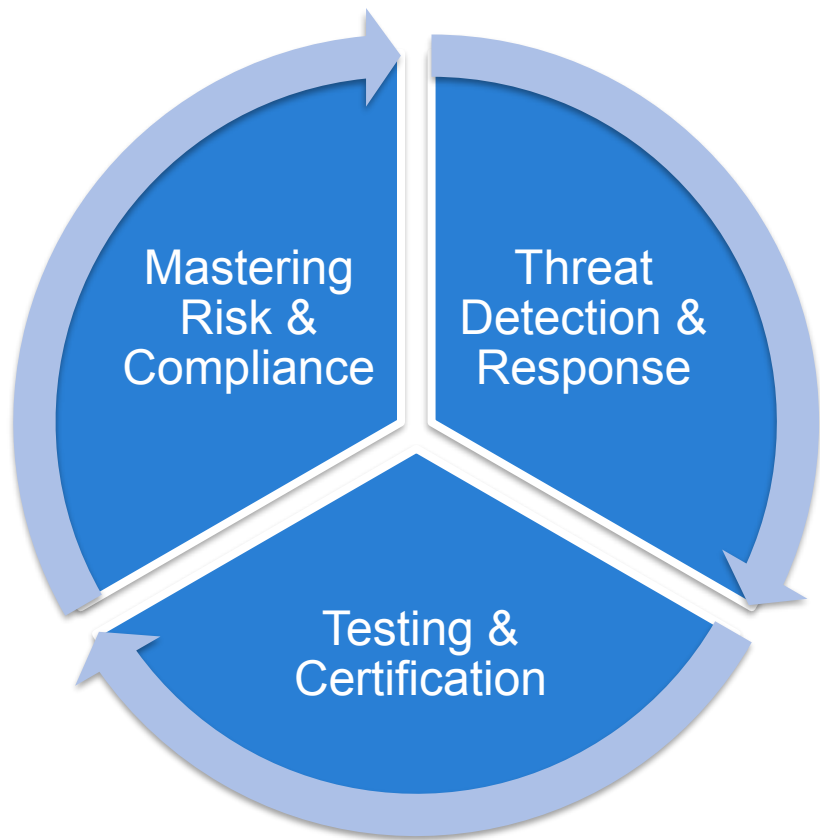 Mastering
Risk &
Compliance
Threat
Detection &
Response
Testing &
Certification